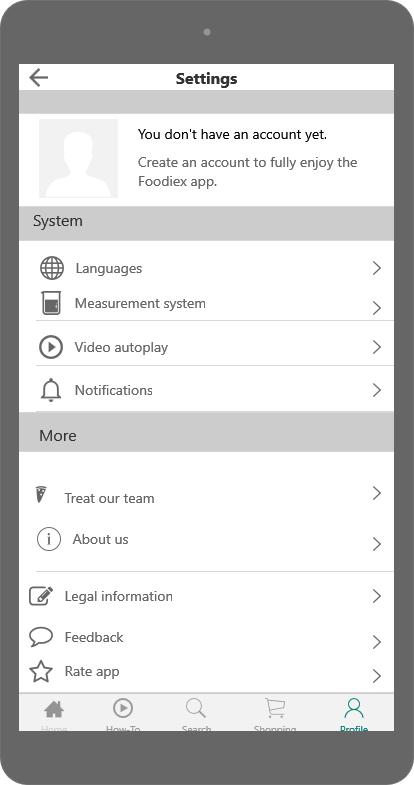 Settings
You don't have an account yet.
Create an account to fully enjoy the
Foodiex app.
System
Languages
Measurement system
Video autoplay
Notifications
More
Treat our team
About us
Legal information
Feedback
Rate app
Home How-To Search Shopping Profile